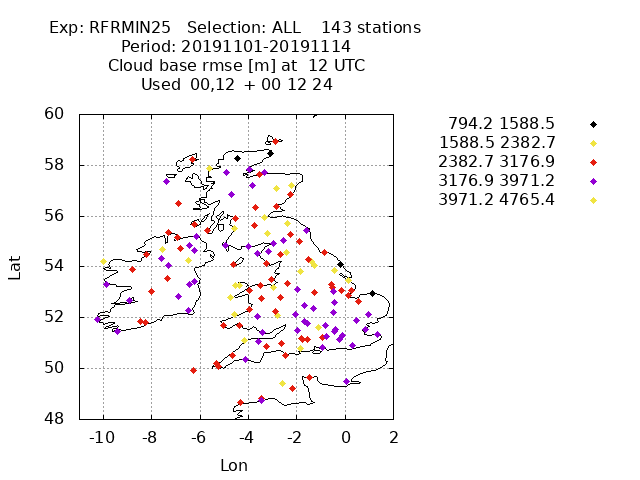 Exp: RFRMIN25 Selection: ALL 143 stations
Period: 20191101-20191114
Cloud base rmse [m] at 12 UTC
Used 00,12 + 00 12 24
794.2 1588.5
1588.5 2382.7
2382.7 3176.9
3176.9 3971.2
3971.2 4765.4
60
58
56
54
52
50
48
Lat
-10 -8 -6 -4 -2 0 2
Lon